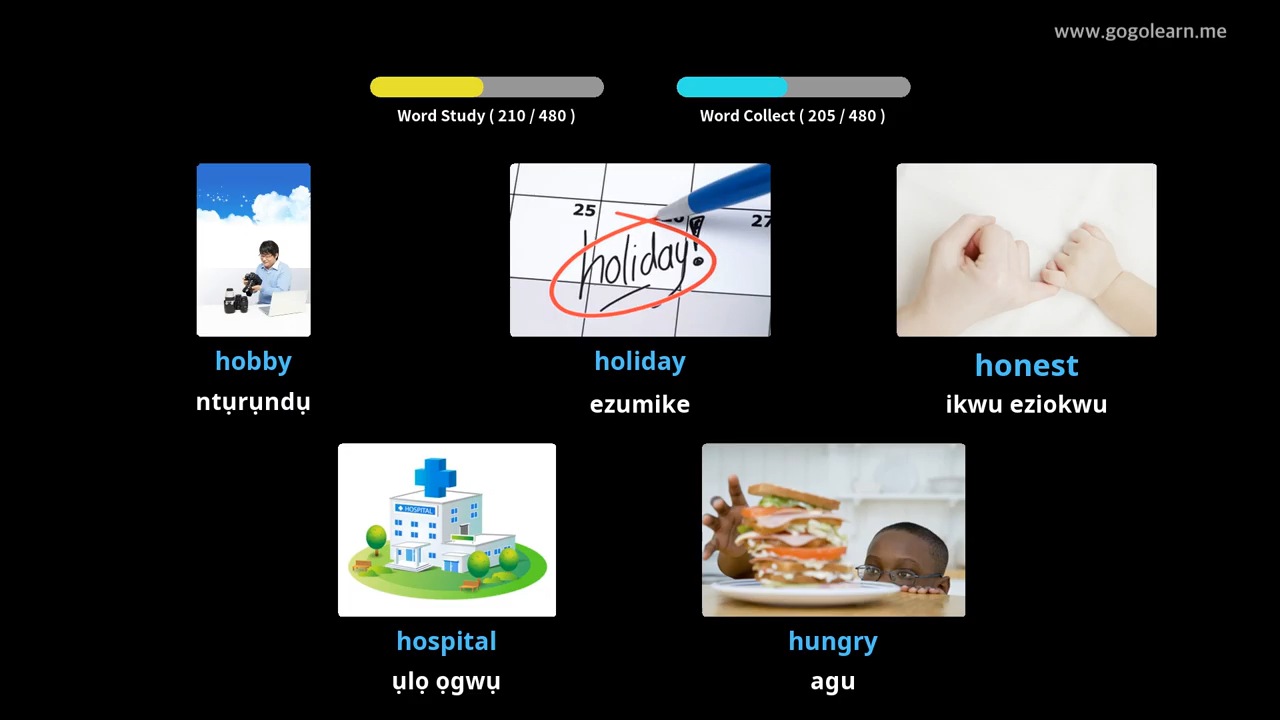 www.gogolearn.me
Word Study ( 210 / 480 )
Word Collect ( 205 / 480 )
25
27
holiday!
hobby
ntụrụndụ
holiday
ezumike
honest
ikwu eziokwu
HOSPITAL
hospital
ụlọ ọgwụ
hungry
agu